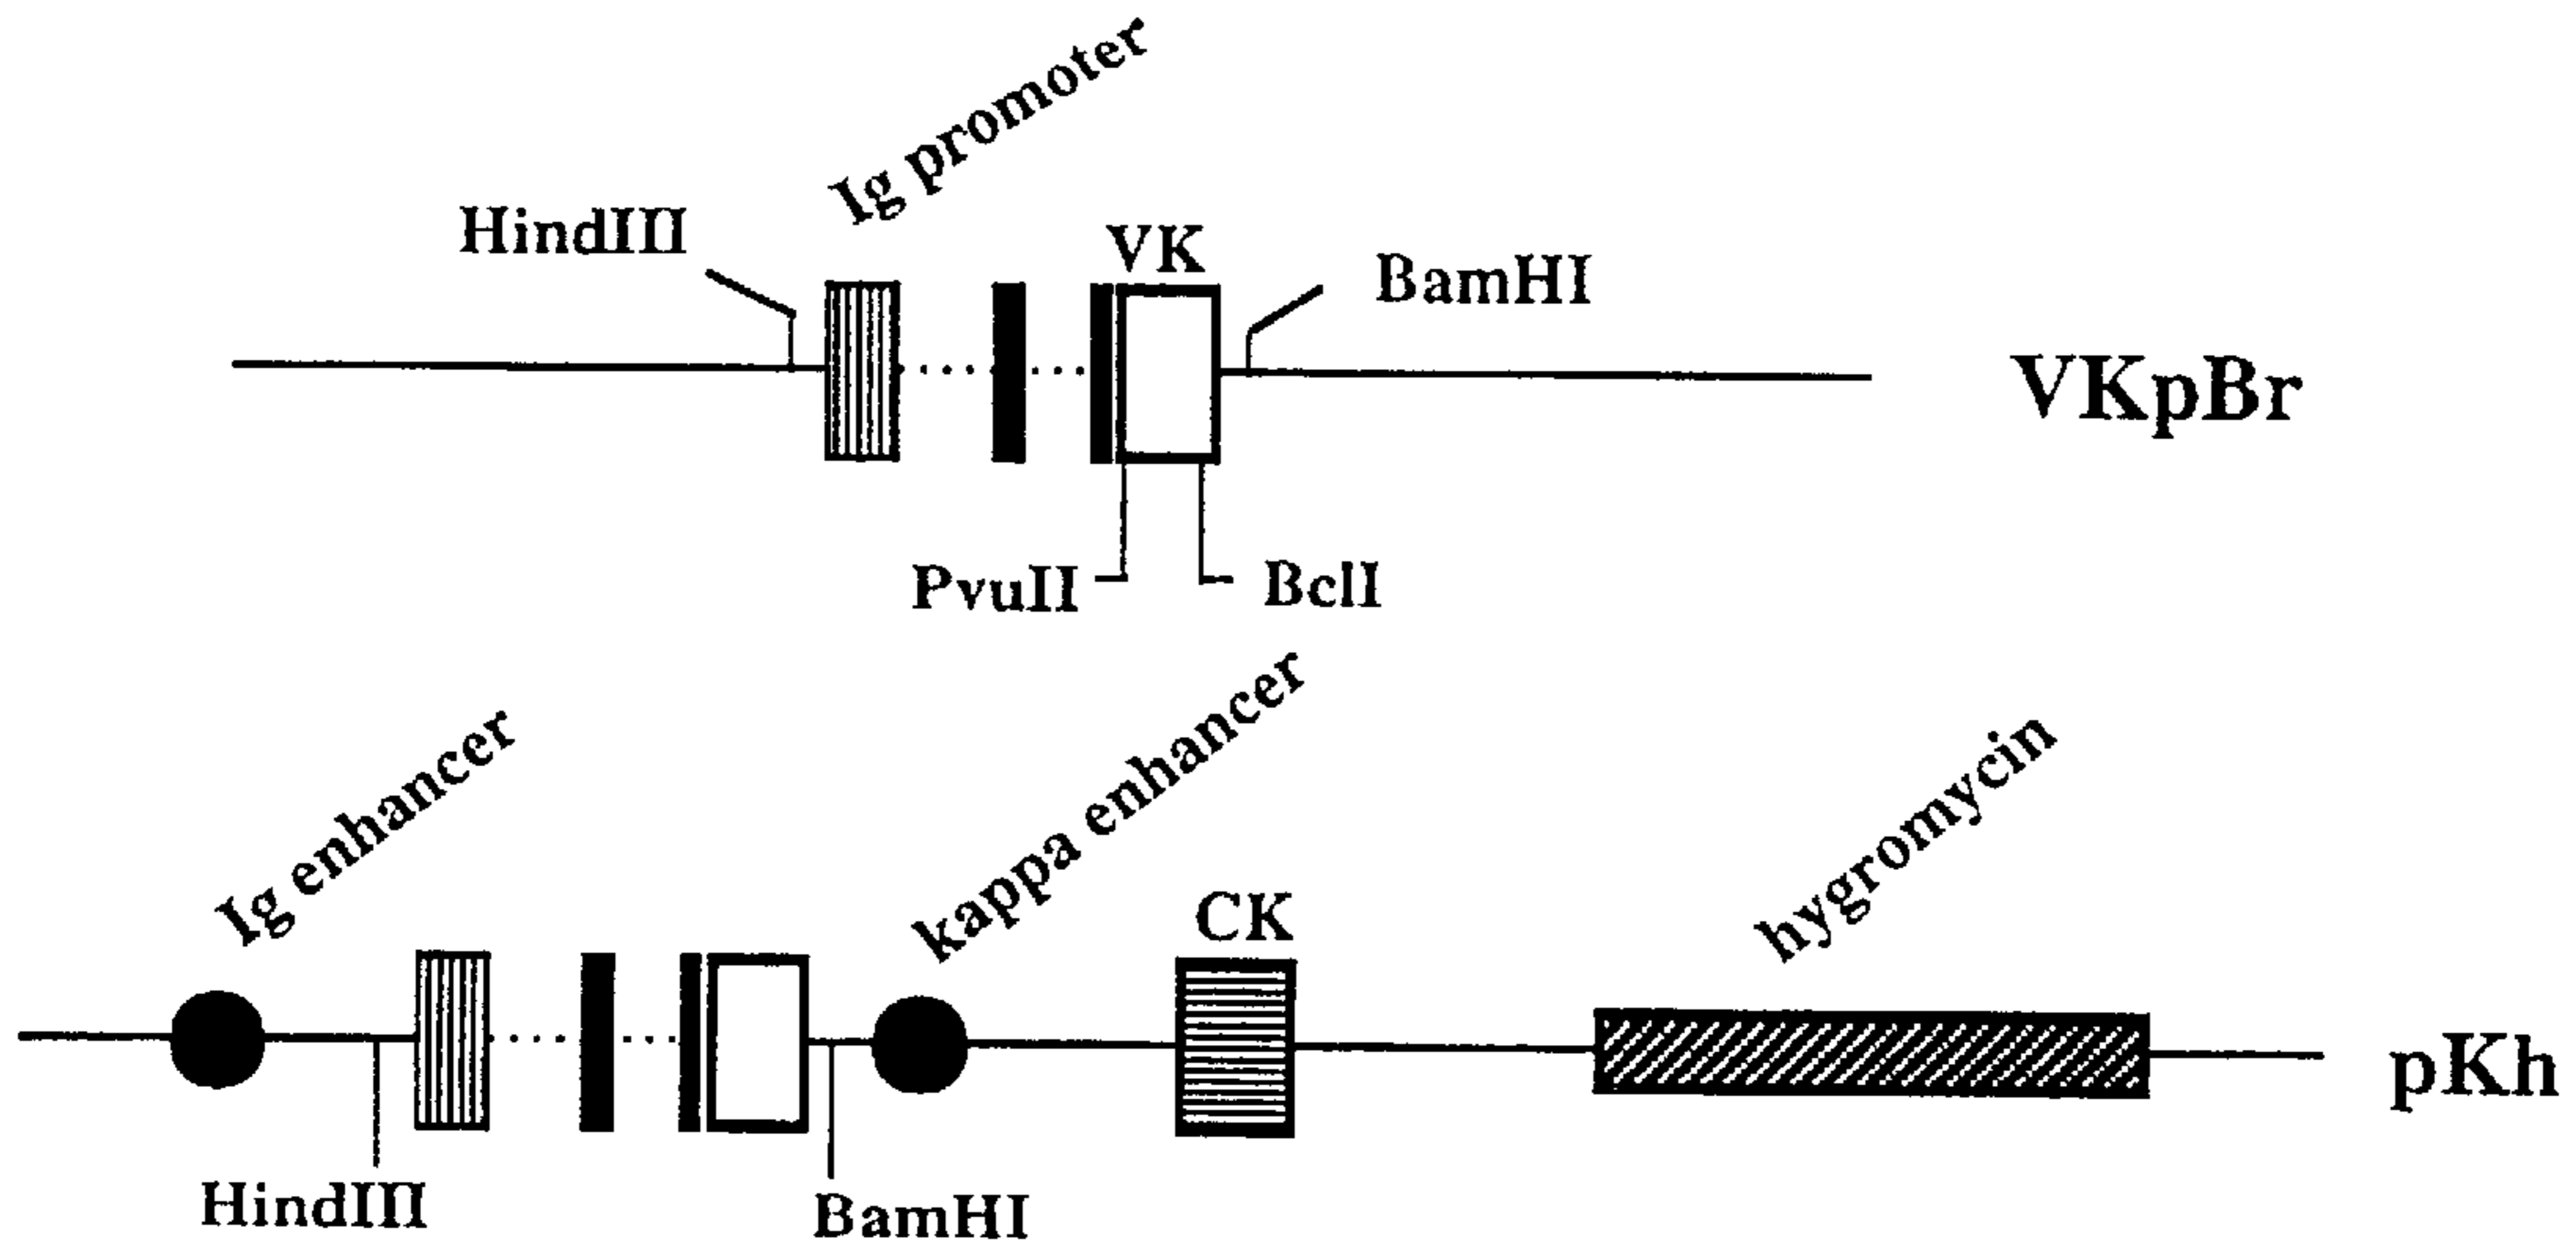 Ig promoter
HindIII
VK
BamHI
VKpBr
PvuII
BclI
Ig enhancer
kappa enhancer
CK
hygromycin
pKh
HindIII
BamHI